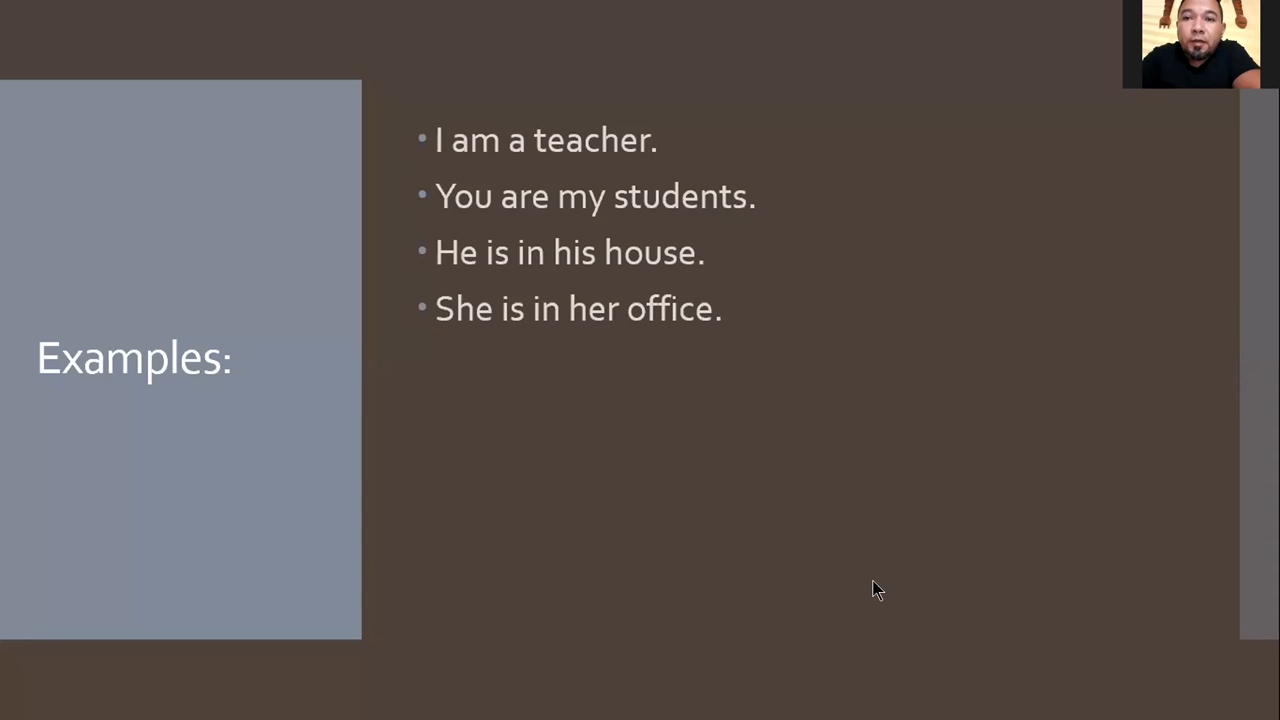 Examples:
I am a teacher.
You are my students.
He is in his house.
She is in her office.